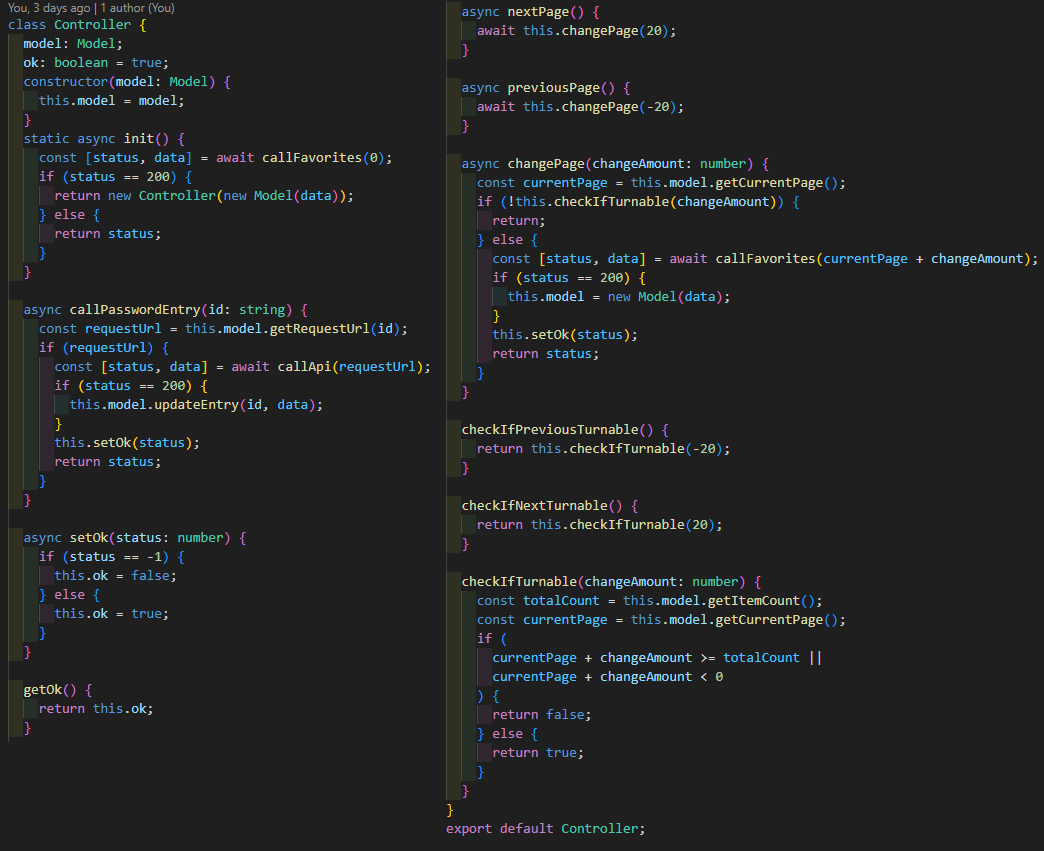 You, 3 days ago | 1 author (You)
class Controller {
  model: Model;
  ok: boolean = true;
  constructor(model: Model) {
    this.model = model;
  }
  static async init() {
    const [status, data] = await callFavorites(0);
    if (status == 200) {
      return new Controller(new Model(data));
    } else {
      return status;
    }
  }

  async callPasswordEntry(id: string) {
    const requestUrl = this.model.getRequestUrl(id);
    if (requestUrl) {
      const [status, data] = await callApi(requestUrl);
      if (status == 200) {
        this.model.updateEntry(id, data);
      }
      this.setOk(status);
      return status;
    }
  }

  async setOk(status: number) {
    if (status == -1) {
      this.ok = false;
    } else {
      this.ok = true;
    }
  }

  getOk() {
    return this.ok;
  }

  async nextPage() {
    await this.changePage(20);
  }

  async previousPage() {
    await this.changePage(-20);
  }

  async changePage(changeAmount: number) {
    const currentPage = this.model.getCurrentPage();
    if (!this.checkIfTurnable(changeAmount)) {
      return;
    } else {
      const [status, data] = await callFavorites(currentPage + changeAmount);
      if (status == 200) {
        this.model = new Model(data);
      }
      this.setOk(status);
      return status;
    }
  }

  checkIfPreviousTurnable() {
    return this.checkIfTurnable(-20);
  }

  checkIfNextTurnable() {
    return this.checkIfTurnable(20);
  }

  checkIfTurnable(changeAmount: number) {
    const totalCount = this.model.getItemCount();
    const currentPage = this.model.getCurrentPage();
    if (
      currentPage + changeAmount >= totalCount ||
      currentPage + changeAmount < 0
    ) {
      return false;
    } else {
      return true;
    }
  }
}
export default Controller;